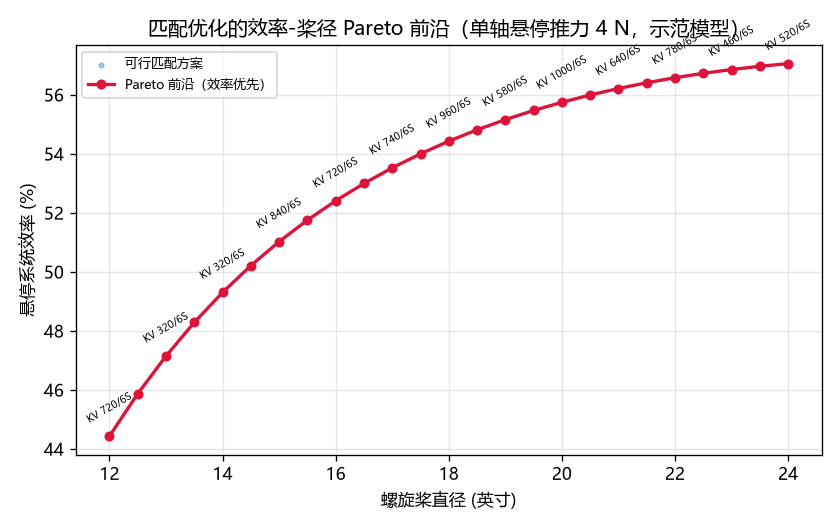 匹配优化的效率-桨径 Pareto 前沿（单轴悬停推力 4 N，示范模型）
可行匹配方案
Pareto 前沿（效率优先）
KV 720/6S
KV 320/6S
KV 320/6S
KV 840/6S
KV 720/6S
KV 740/6S
KV 960/6S
KV 580/6S
KV 1000/6S
KV 640/6S
KV 780/6S
KV 460/6S
KV 520/6S
悬停系统效率 (%)
56
54
52
50
48
46
44
12 14 16 18 20 22 24
螺旋桨直径 (英寸)